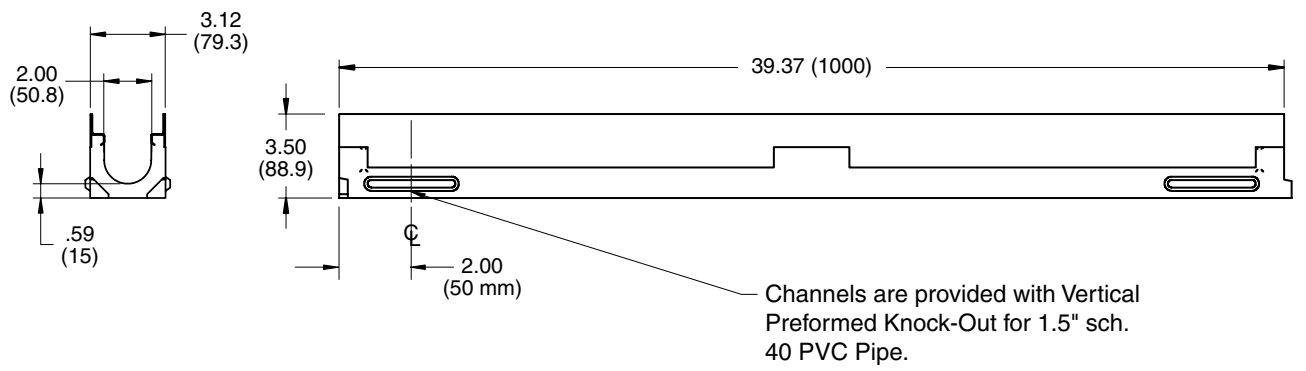 3.12
(79.3)
2.00
(50.8)
39.37 (1000)
3.50
(88.9)
.59
(15)
℄
2.00
(50 mm)
Channels are provided with Vertical
Preformed Knock-Out for 1.5" sch.
40 PVC Pipe.